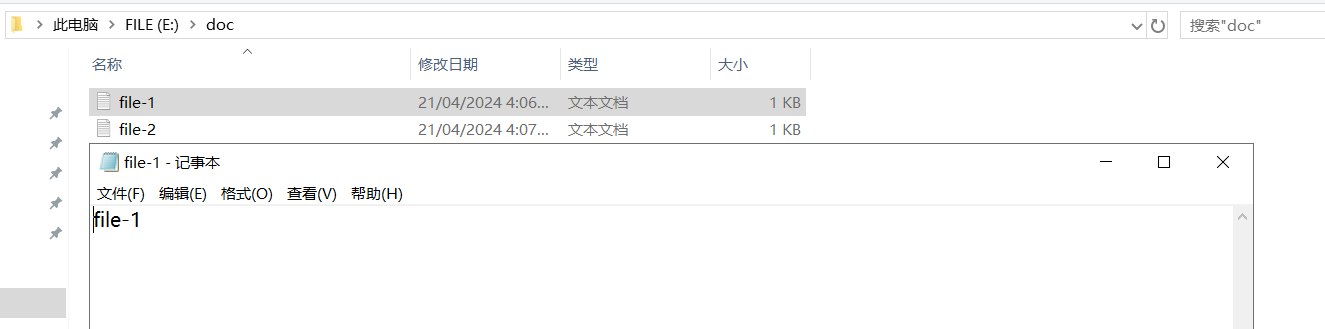 此电脑 FILE (E:) doc 搜索"doc"
名称 修改日期 类型 大小
file-1 21/04/2024 4:06... 文本文档 1 KB
file-2 21/04/2024 4:07... 文本文档 1 KB
file-1 - 记事本
文件(F) 编辑(E) 格式(O) 查看(V) 帮助(H)
file-1